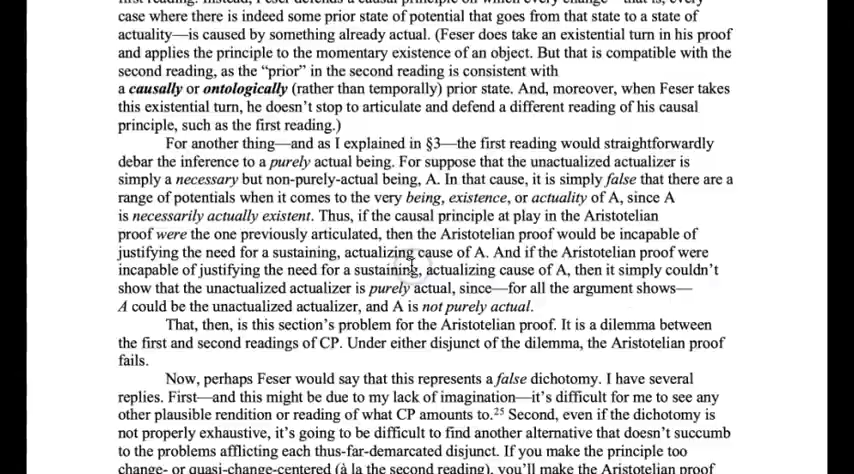 case where there is indeed some prior state of potential that goes from that state to a state of
actuality—is caused by something already actual. (Feser does take an existential turn in his proof
and applies the principle to the momentary existence of an object. But that is compatible with the
second reading, as the “prior” in the second reading is consistent with
a causally or ontologically (rather than temporally) prior state. And, moreover, when Feser takes
this existential turn, he doesn’t stop to articulate and defend a different reading of his causal
principle, such as the first reading.)
For another thing—and as I explained in §3—the first reading would straightforwardly
debar the inference to a purely actual being. For suppose that the unactualized actualizer is
simply a necessary but non-purely-actual being, A. In that cause, it is simply false that there are a
range of potentials when it comes to the very being, existence, or actuality of A, since A
is necessarily actually existent. Thus, if the causal principle at play in the Aristotelian
proof were the one previously articulated, then the Aristotelian proof would be incapable of
justifying the need for a sustaining, actualizing cause of A. And if the Aristotelian proof were
incapable of justifying the need for a sustaining, actualizing cause of A, then it simply couldn’t
show that the unactualized actualizer is purely actual, since—for all the argument shows—
A could be the unactualized actualizer, and A is not purely actual.
That, then, is this section’s problem for the Aristotelian proof. It is a dilemma between
the first and second readings of CP. Under either disjunct of the dilemma, the Aristotelian proof
fails.
Now, perhaps Feser would say that this represents a false dichotomy. I have several
replies. First—and this might be due to my lack of imagination—it’s difficult for me to see any
other plausible rendition or reading of what CP amounts to.²⁵ Second, even if the dichotomy is
not properly exhaustive, it’s going to be difficult to find another alternative that doesn’t succumb
to the problems afflicting each thus-far-demarcated disjunct. If you make the principle too
change- or quasi-change-centered (à la the second reading), you’ll make the Aristotelian proof